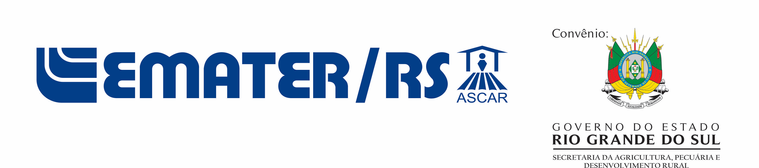 EMATER/RS
ASCAR
Convênio:
GOVERNO DO ESTADO
RIO GRANDE DO SUL
SECRETARIA DA AGRICULTURA, PECUÁRIA E
DESENVOLVIMENTO RURAL